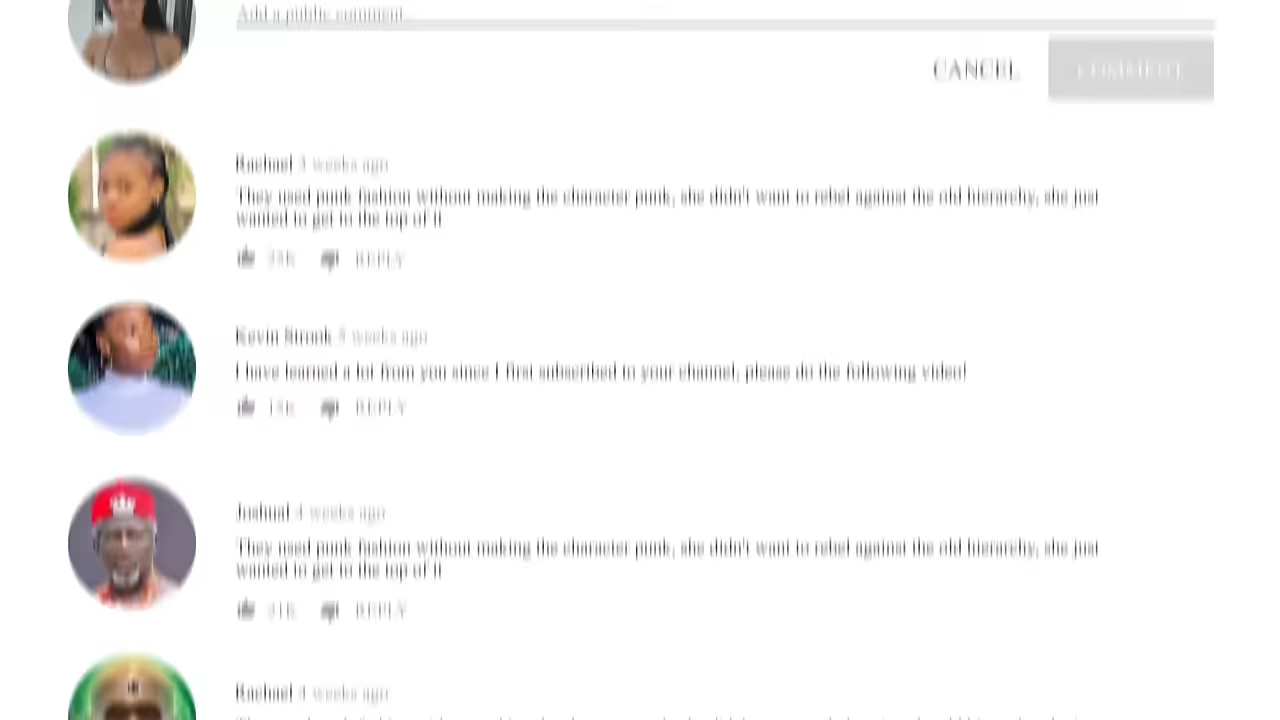 Add a public comment...
CANCEL
COMMENT
Rachael 3 weeks ago
They used punk fashion without making the character punk, she didn't want to rebel against the old hierarchy, she just
wanted to get to the top of it
REPLY
Kevin Strook weeks ago
I have learned a lot from you since I first subscribed to your channel, please do the following video!
REPLY
Joshual 4 weeks ago
They used punk fashion without making the character punk, she didn't want to rebel against the old hierarchy, she just
wanted to get to the top of it
21K REPLY
Rachael 4 weeks ago